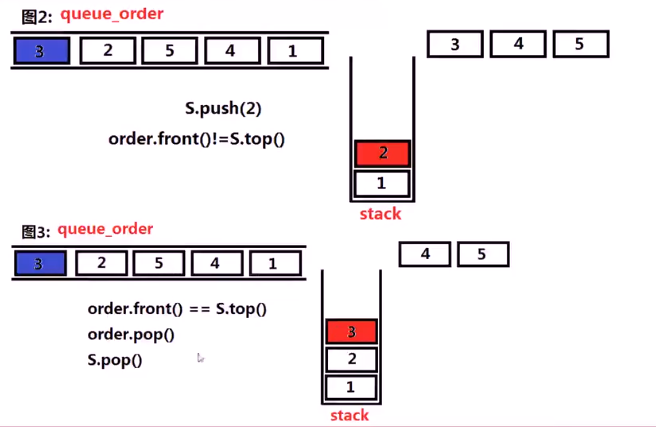 图2: queue_order
3 2 5 4 1
3 4 5
S.push(2)
order.front()!=S.top()
2
1
stack
图3: queue_order
3 2 5 4 1
4 5
order.front() == S.top()
order.pop()
S.pop()
3
2
1
stack